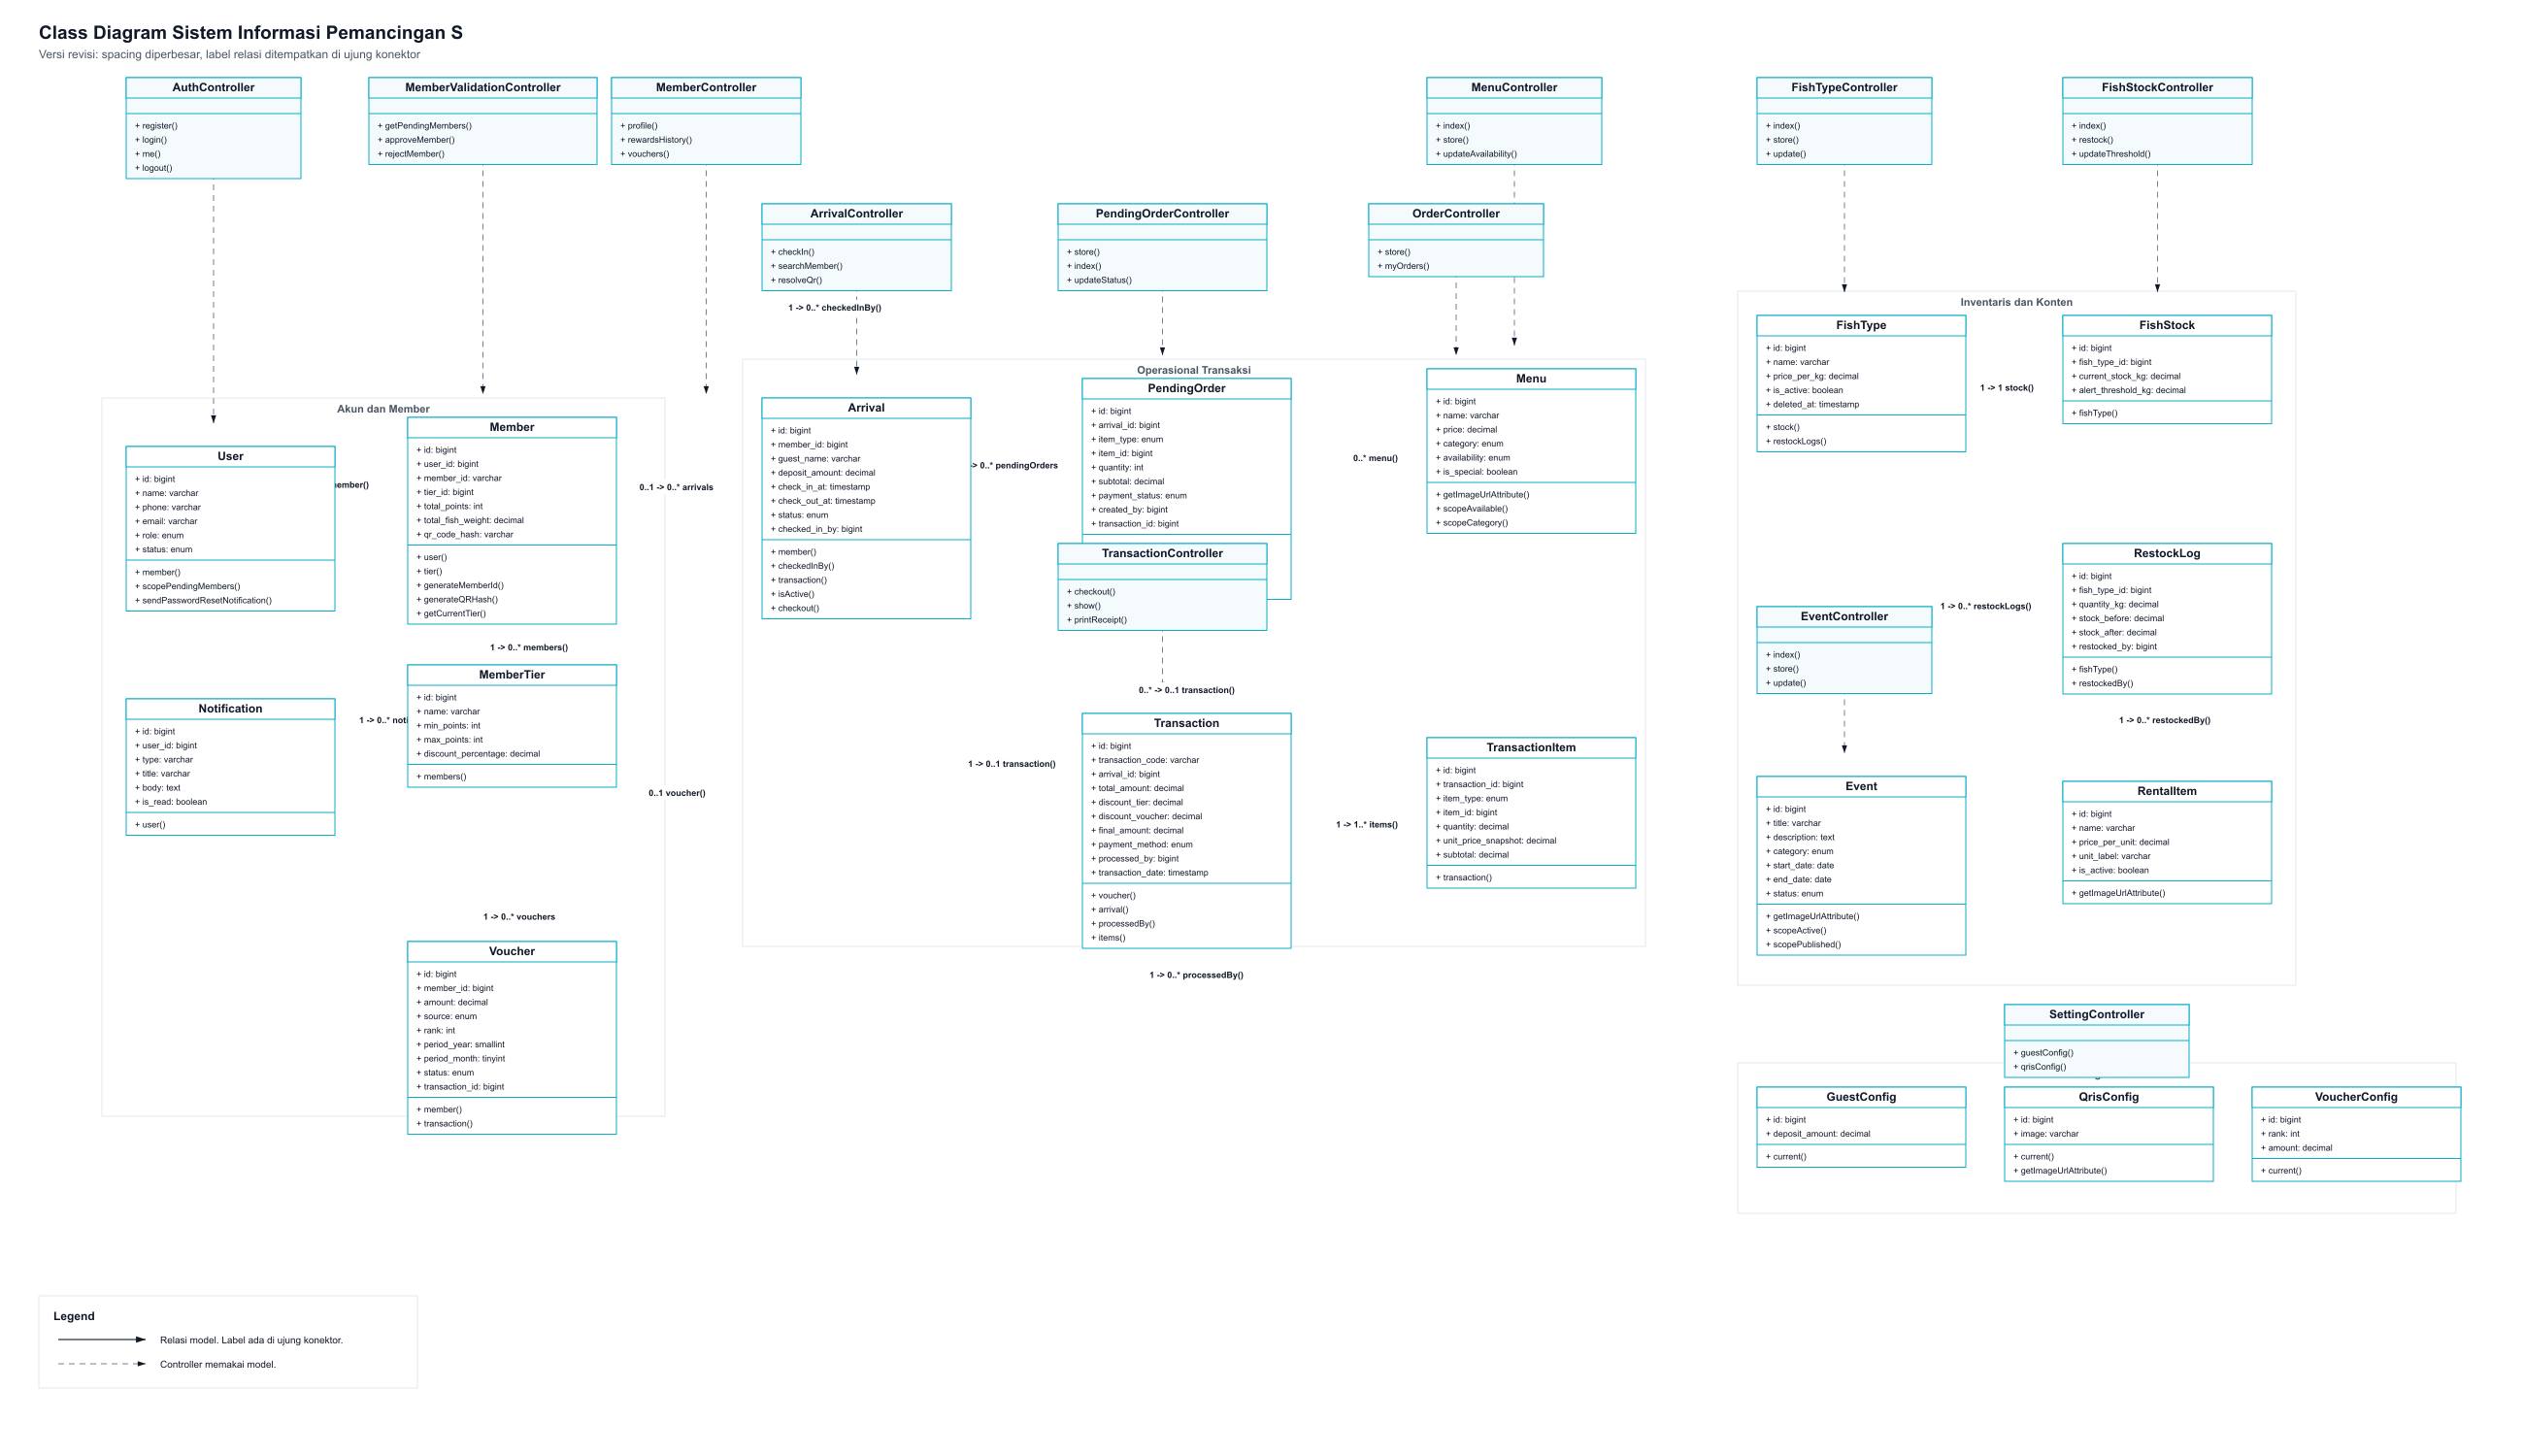 Class Diagram Sistem Informasi Pemancingan S
Versi revisi: spacing diperbesar, label relasi ditempatkan di ujung konektor
AuthController
+ register()
+ login()
+ me()
+ logout()
MemberValidationController
+ getPendingMembers()
+ approveMember()
+ rejectMember()
MemberController
+ profile()
+ rewardsHistory()
+ vouchers()
MenuController
+ index()
+ store()
+ updateAvailability()
FishTypeController
+ index()
+ store()
+ update()
FishStockController
+ index()
+ restock()
+ updateThreshold()
ArrivalController
+ checkIn()
+ searchMember()
+ resolveQr()
1 -> 0..* checkedInBy()
PendingOrderController
+ store()
+ index()
+ updateStatus()
OrderController
+ store()
+ myOrders()
Akun dan Member
User
+ id: bigint
+ name: varchar
+ phone: varchar
+ email: varchar
+ role: enum
+ status: enum
+ member()
+ scopePendingMembers()
+ sendPasswordResetNotification()
ember()
Member
+ id: bigint
+ user_id: bigint
+ member_id: varchar
+ tier_id: bigint
+ total_points: int
+ total_fish_weight: decimal
+ qr_code_hash: varchar
+ user()
+ tier()
+ generateMemberId()
+ generateQRHash()
+ getCurrentTier()
0..1 -> 0..* arrivals
1 -> 0..* members()
Notification
+ id: bigint
+ user_id: bigint
+ type: varchar
+ title: varchar
+ body: text
+ is_read: boolean
+ user()
1 -> 0..* noti
MemberTier
+ id: bigint
+ name: varchar
+ min_points: int
+ max_points: int
+ discount_percentage: decimal
+ members()
0..1 voucher()
1 -> 0..* vouchers
Voucher
+ id: bigint
+ member_id: bigint
+ amount: decimal
+ source: enum
+ rank: int
+ period_year: smallint
+ period_month: tinyint
+ status: enum
+ transaction_id: bigint
+ member()
+ transaction()
Operasional Transaksi
Arrival
+ id: bigint
+ member_id: bigint
+ guest_name: varchar
+ deposit_amount: decimal
+ check_in_at: timestamp
+ check_out_at: timestamp
+ status: enum
+ checked_in_by: bigint
+ member()
+ checkedInBy()
+ transaction()
+ isActive()
+ checkout()
-> 0..* pendingOrders
PendingOrder
+ id: bigint
+ arrival_id: bigint
+ item_type: enum
+ item_id: bigint
+ quantity: int
+ subtotal: decimal
+ payment_status: enum
+ created_by: bigint
+ transaction_id: bigint
0..* menu()
Menu
+ id: bigint
+ name: varchar
+ price: decimal
+ category: enum
+ availability: enum
+ is_special: boolean
+ getImageUrlAttribute()
+ scopeAvailable()
+ scopeCategory()
TransactionController
+ checkout()
+ show()
+ printReceipt()
0..* -> 0..1 transaction()
1 -> 0..1 transaction()
Transaction
+ id: bigint
+ transaction_code: varchar
+ arrival_id: bigint
+ total_amount: decimal
+ discount_tier: decimal
+ discount_voucher: decimal
+ final_amount: decimal
+ payment_method: enum
+ processed_by: bigint
+ transaction_date: timestamp
+ voucher()
+ arrival()
+ processedBy()
+ items()
1 -> 1..* items()
TransactionItem
+ id: bigint
+ transaction_id: bigint
+ item_type: enum
+ item_id: bigint
+ quantity: decimal
+ unit_price_snapshot: decimal
+ subtotal: decimal
+ transaction()
1 -> 0..* processedBy()
Inventaris dan Konten
FishType
+ id: bigint
+ name: varchar
+ price_per_kg: decimal
+ is_active: boolean
+ deleted_at: timestamp
+ stock()
+ restockLogs()
1 -> 1 stock()
FishStock
+ id: bigint
+ fish_type_id: bigint
+ current_stock_kg: decimal
+ alert_threshold_kg: decimal
+ fishType()
EventController
+ index()
+ store()
+ update()
1 -> 0..* restockLogs()
RestockLog
+ id: bigint
+ fish_type_id: bigint
+ quantity_kg: decimal
+ stock_before: decimal
+ stock_after: decimal
+ restocked_by: bigint
+ fishType()
+ restockedBy()
1 -> 0..* restockedBy()
Event
+ id: bigint
+ title: varchar
+ description: text
+ category: enum
+ start_date: date
+ end_date: date
+ status: enum
+ getImageUrlAttribute()
+ scopeActive()
+ scopePublished()
RentalItem
+ id: bigint
+ name: varchar
+ price_per_unit: decimal
+ unit_label: varchar
+ is_active: boolean
+ getImageUrlAttribute()
SettingController
+ guestConfig()
+ qrisConfig()
GuestConfig
+ id: bigint
+ deposit_amount: decimal
+ current()
QrisConfig
+ id: bigint
+ image: varchar
+ current()
+ getImageUrlAttribute()
VoucherConfig
+ id: bigint
+ rank: int
+ amount: decimal
+ current()
Legend
Relasi model. Label ada di ujung konektor.
Controller memakai model.